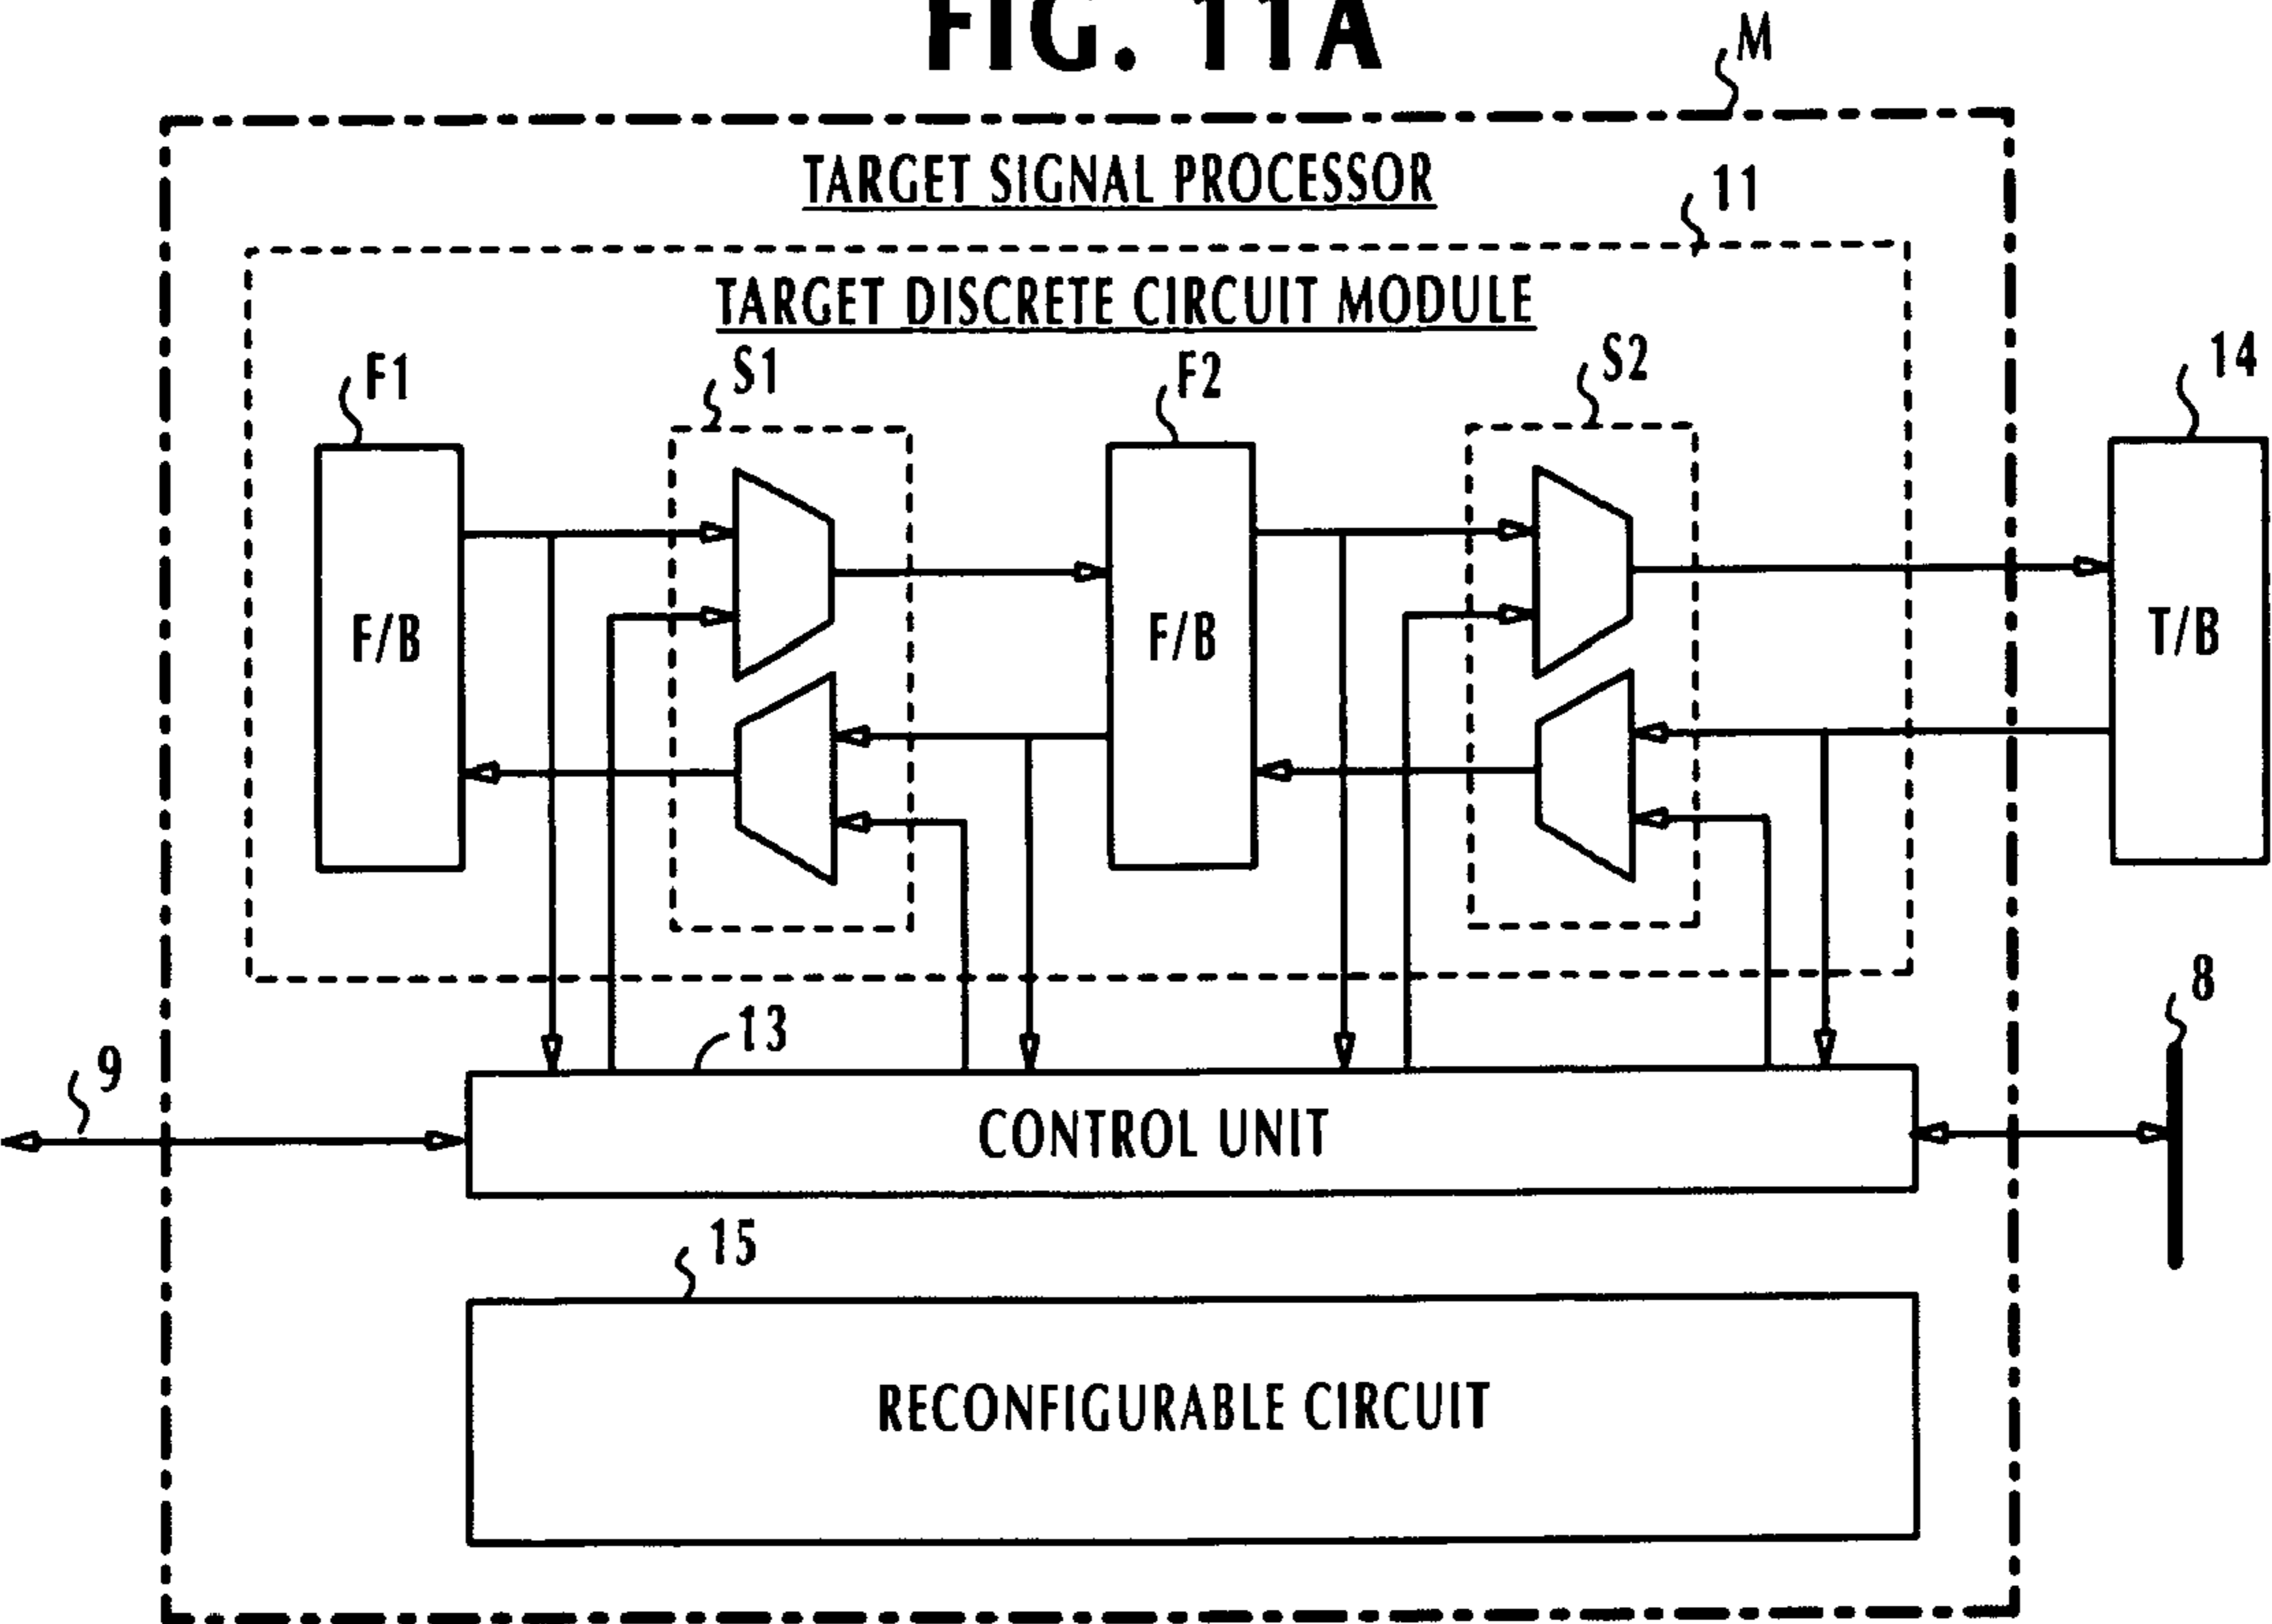 FIG. 11A
M
TARGET SIGNAL PROCESSOR
11
TARGET DISCRETE CIRCUIT MODULE
F1
S1
F2
S2
14
F/B
F/B
T/B
13
8
9
CONTROL UNIT
15
RECONFIGURABLE CIRCUIT